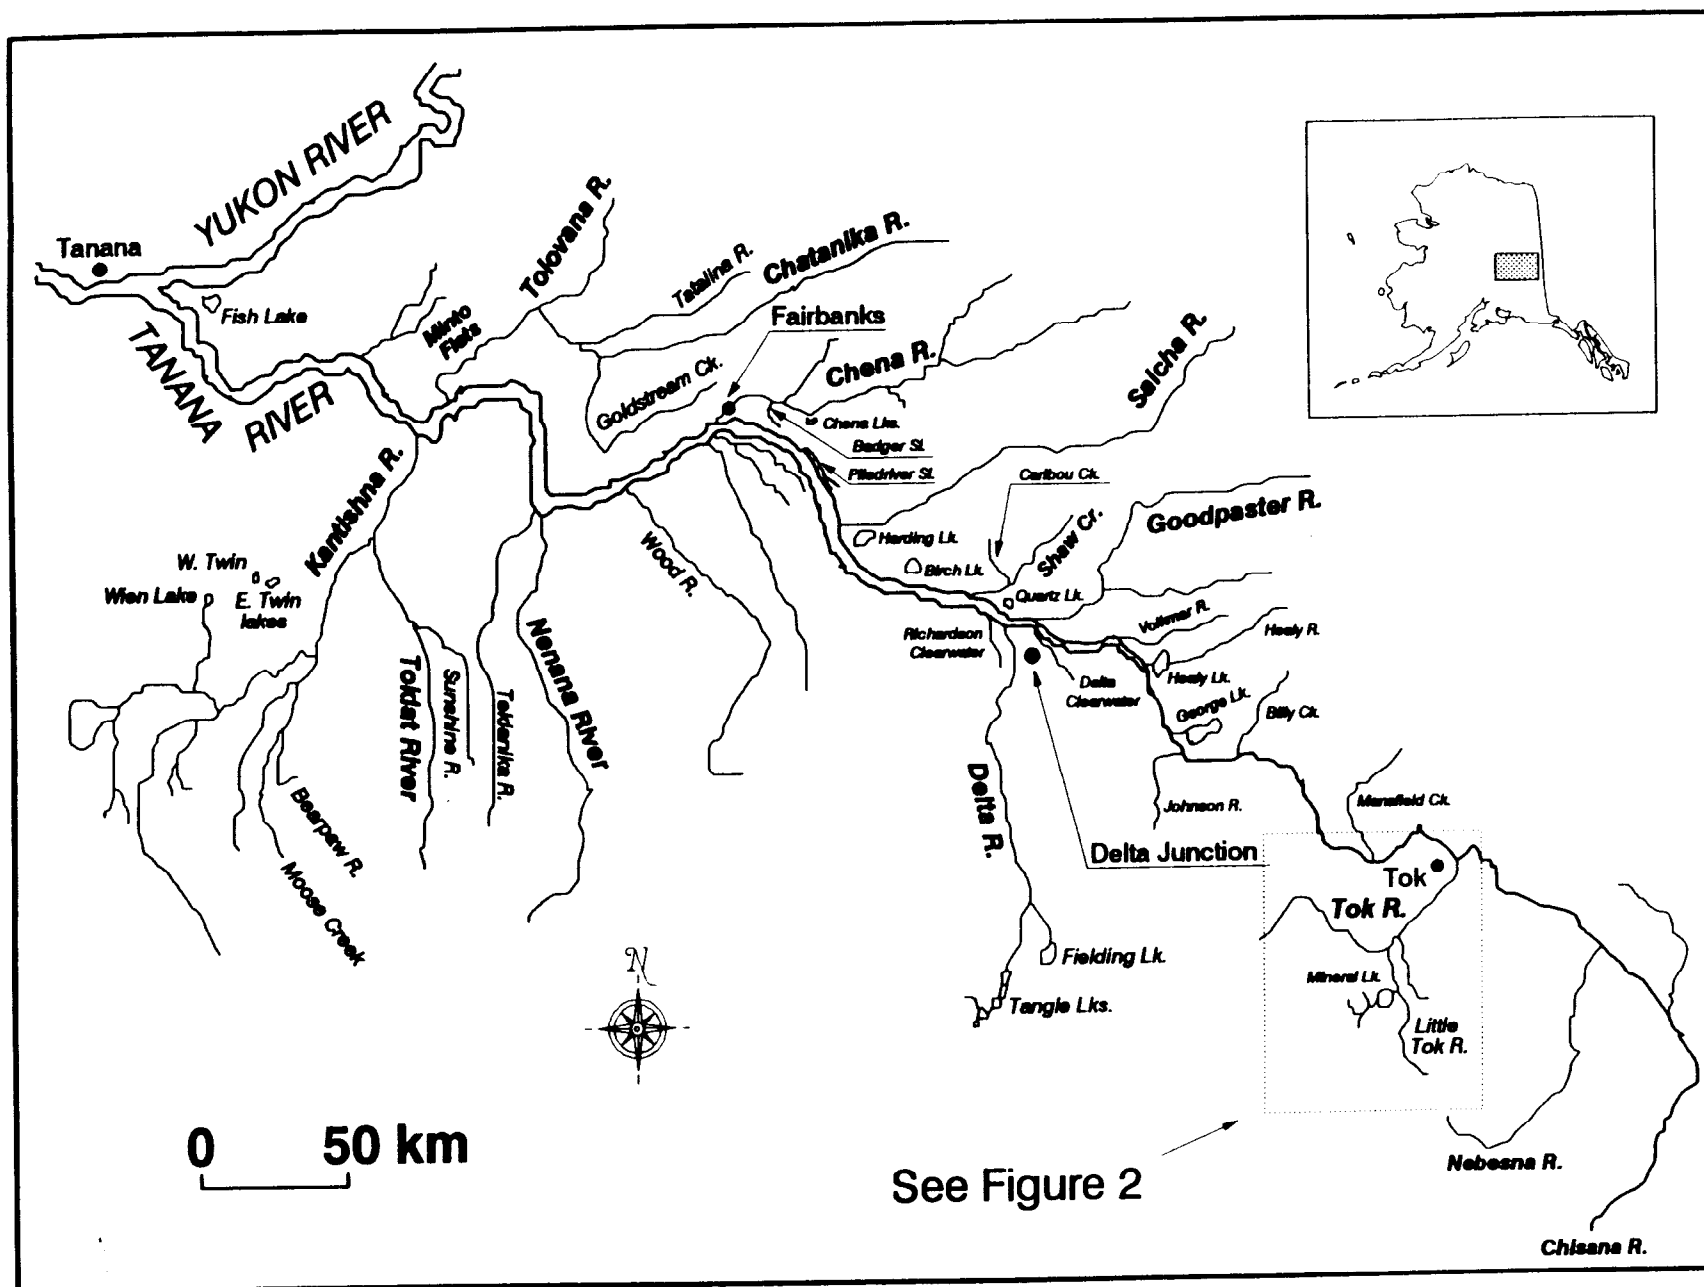 YUKON RIVER
Tanana
Fish Lake
TANANA
RIVER
Minto
Flats
Tolovana R.
Tatalina R.
Chatanika R.
Fairbanks
Goldstream Ck.
Chena R.
Chena Lks.
Badger Sl.
Piledriver Sl.
Salcha R.
Caribou Ck.
Goodpaster R.
Shaw Cr.
Harding Lk.
Birch Lk.
Quartz Lk.
Kantishna R.
W. Twin
Wien Lake
E. Twin
lakes
Wood R.
Richardson
Clearwater
Volkmar R.
Healy R.
Delta
Clearwater
Healy Lk.
George Lk.
Billy Ck.
Toklat River
Sunshine R.
Teklanika R.
Nenana River
Delta R.
Johnson R.
Mansfield Ck.
Bearpaw R.
Moose Creek
Delta Junction
Tok
Tok R.
Fielding Lk.
Mineral Lk.
Tangle Lks.
Little
Tok R.
N
0 50 km
See Figure 2
Nebesna R.
Chisana R.